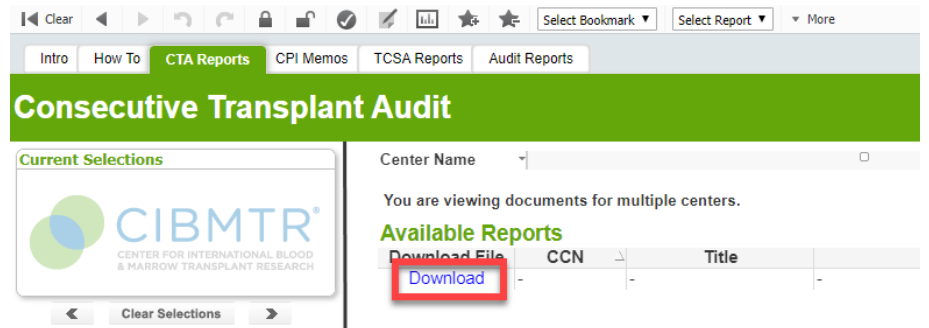 Clear Select Bookmark ▼ Select Report ▼ ▼ More
Intro How To CTA Reports CPI Memos TCSA Reports Audit Reports
Consecutive Transplant Audit
Current Selections
CIBMTR®
CENTER FOR INTERNATIONAL BLOOD
& MARROW TRANSPLANT RESEARCH
Clear Selections
Center Name
You are viewing documents for multiple centers.
Available Reports
Download File CCN Title
Download - - -